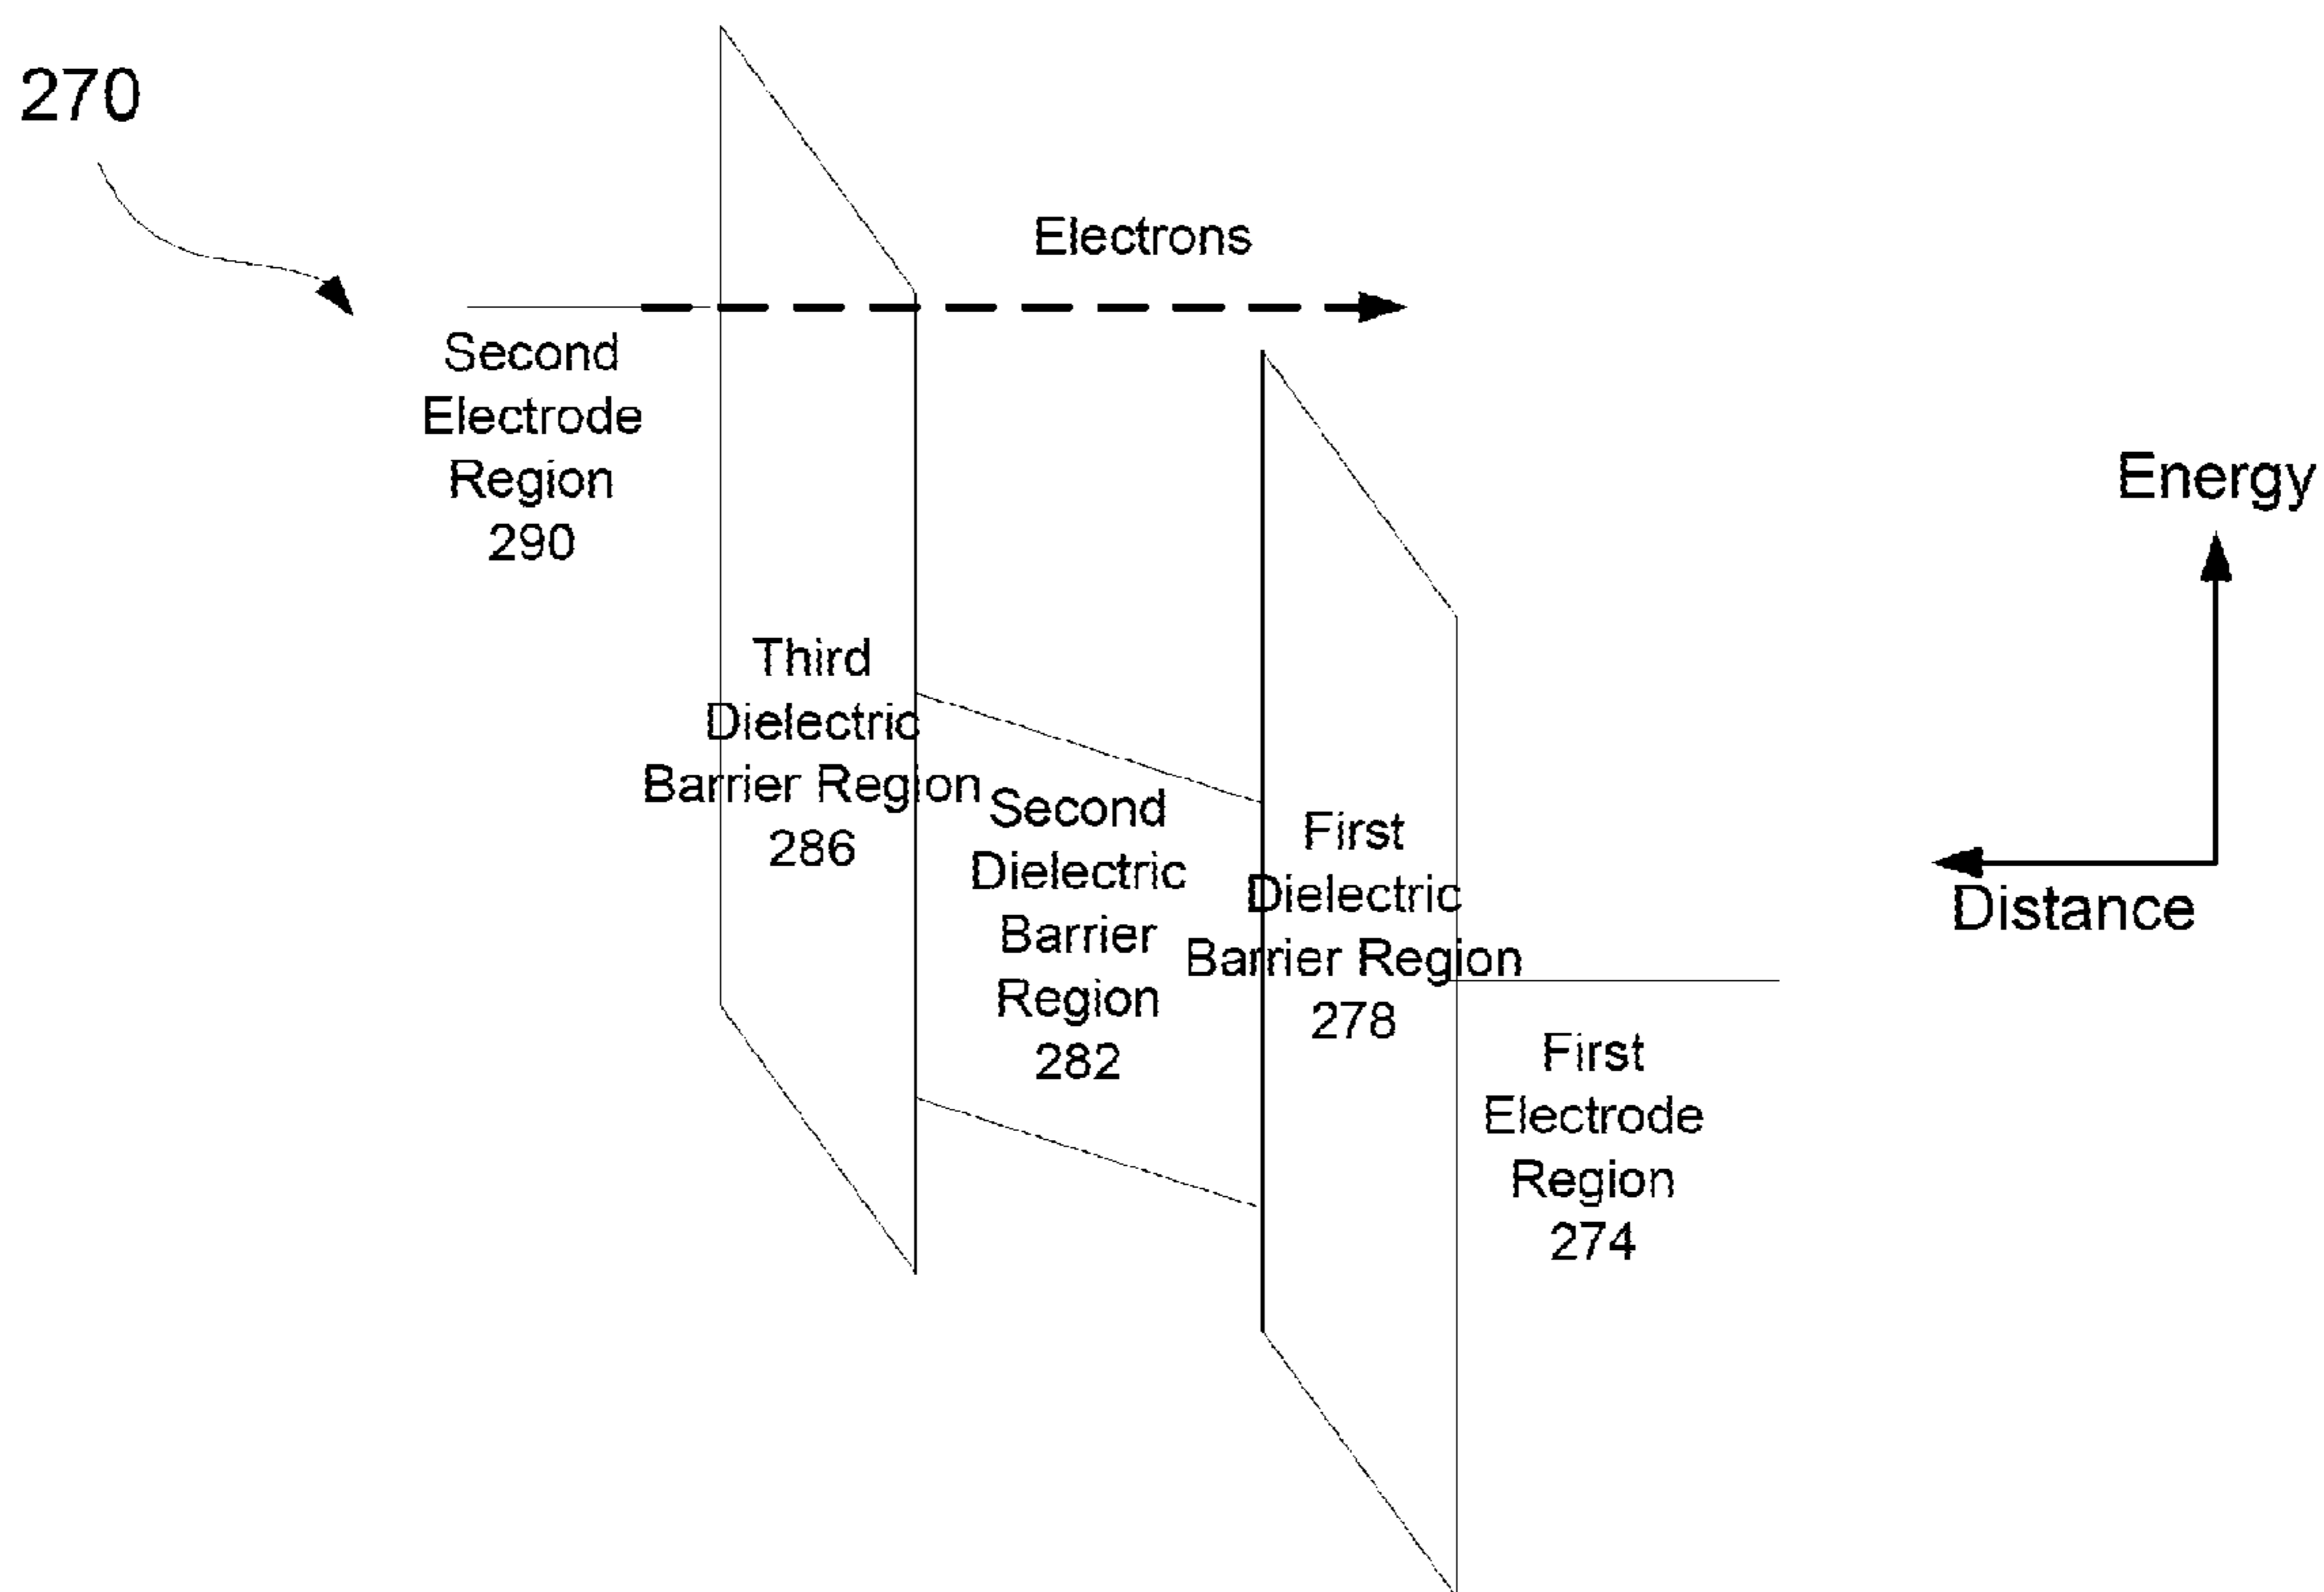 270
Electrons
Second
Electrode
Region
290
Energy
Third
Dielectric
Barrier Region
286
Second
Dielectric
Barrier
Region
282
First
Dielectric
Barrier Region
278
Distance
First
Electrode
Region
274